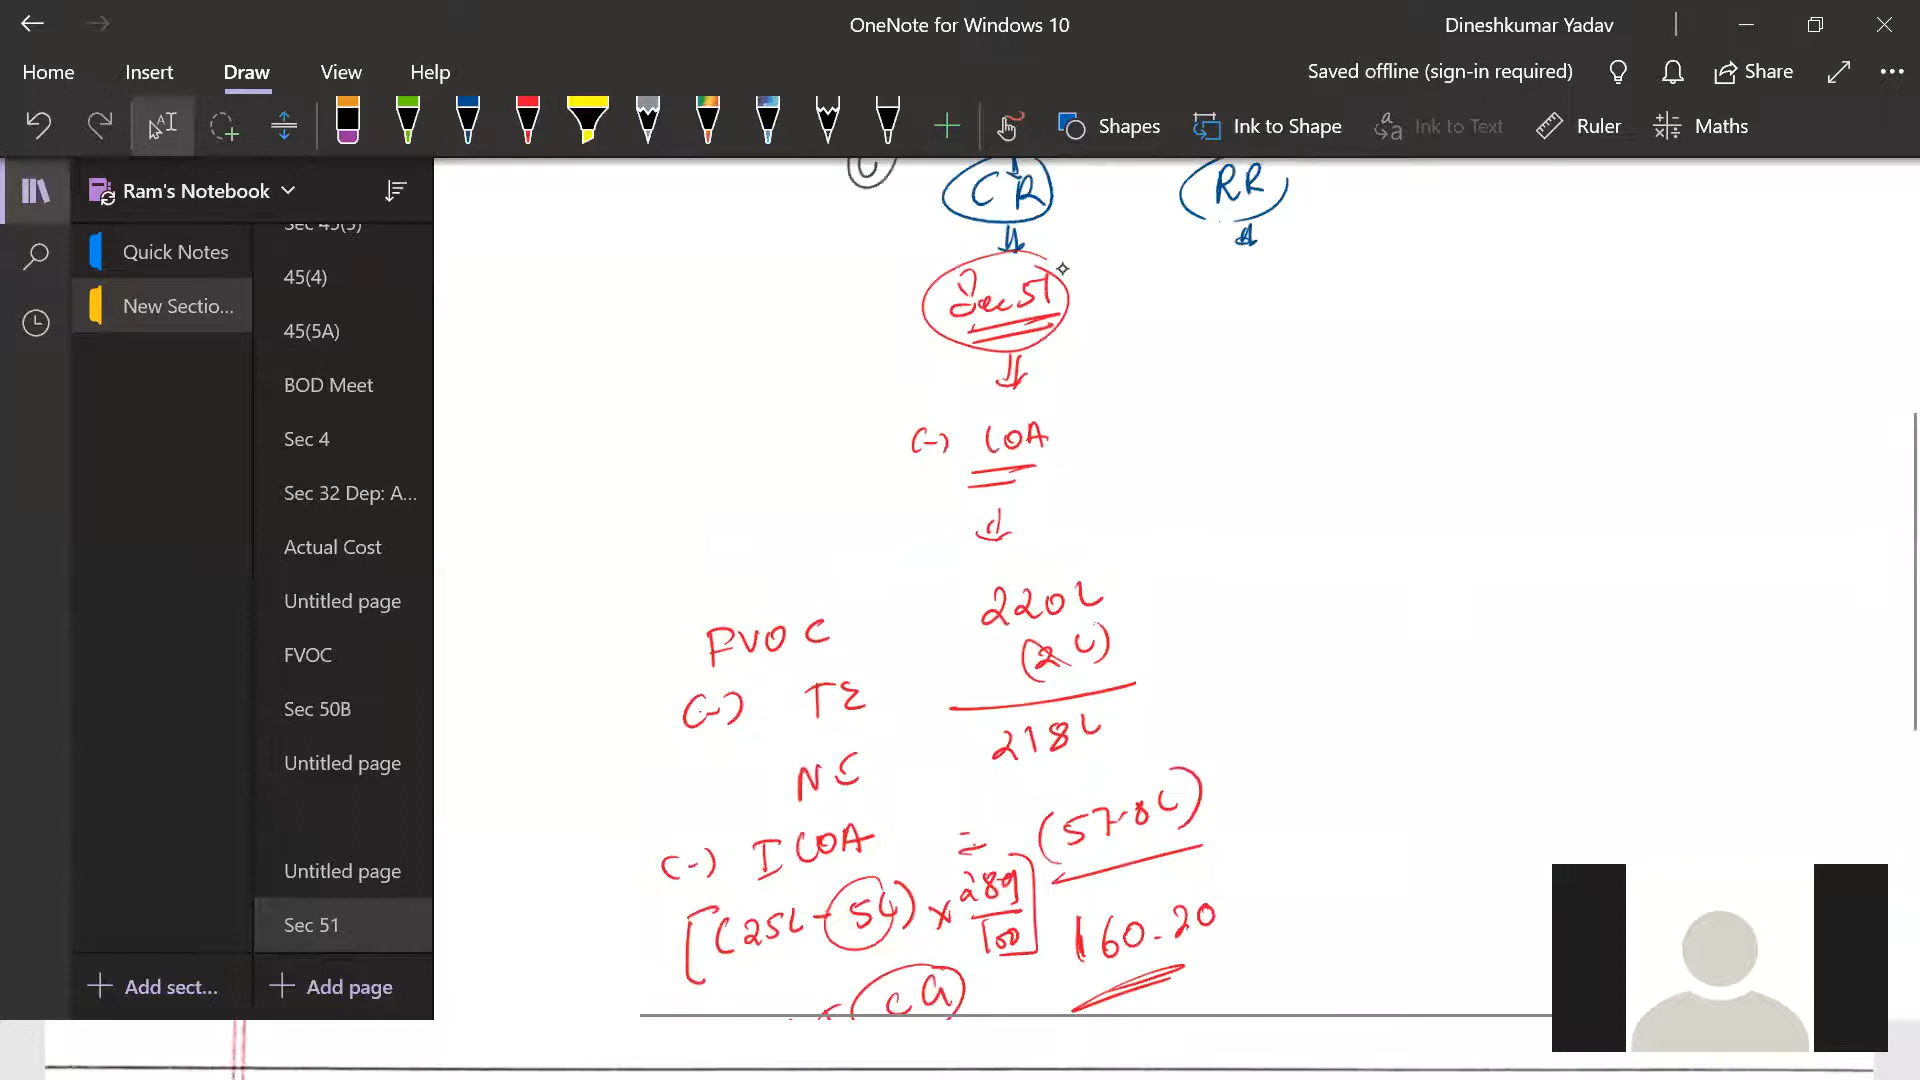 OneNote for Windows 10
Dineshkumar Yadav
Home Insert Draw View Help
Saved offline (sign-in required)
Share
Shapes
Ink to Shape
Ink to Text
Ruler
Maths
Ram's Notebook
Quick Notes
New Sectio...
Sec 45(5)
45(4)
45(5A)
BOD Meet
Sec 4
Sec 32 Dep: A...
Actual Cost
Untitled page
FVOC
Sec 50B
Untitled page
Untitled page
Sec 51
Add sect...
Add page
CR
RR
Sec 51
(-) COA
FVOC 220L
(-) TE (2L)
NC 218L
(-) ICOA = (57.8L)
[(25L - 5L) x 289/100] 160.20
CG